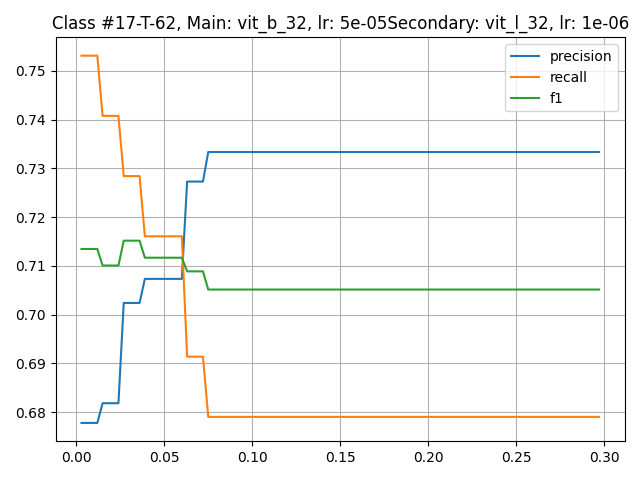 Class #17-T-62, Main: vit_b_32, lr: 5e-05Secondary: vit_l_32, lr: 1e-06
precision
recall
f1
0.75
0.74
0.73
0.72
0.71
0.70
0.69
0.68
0.00 0.05 0.10 0.15 0.20 0.25 0.30